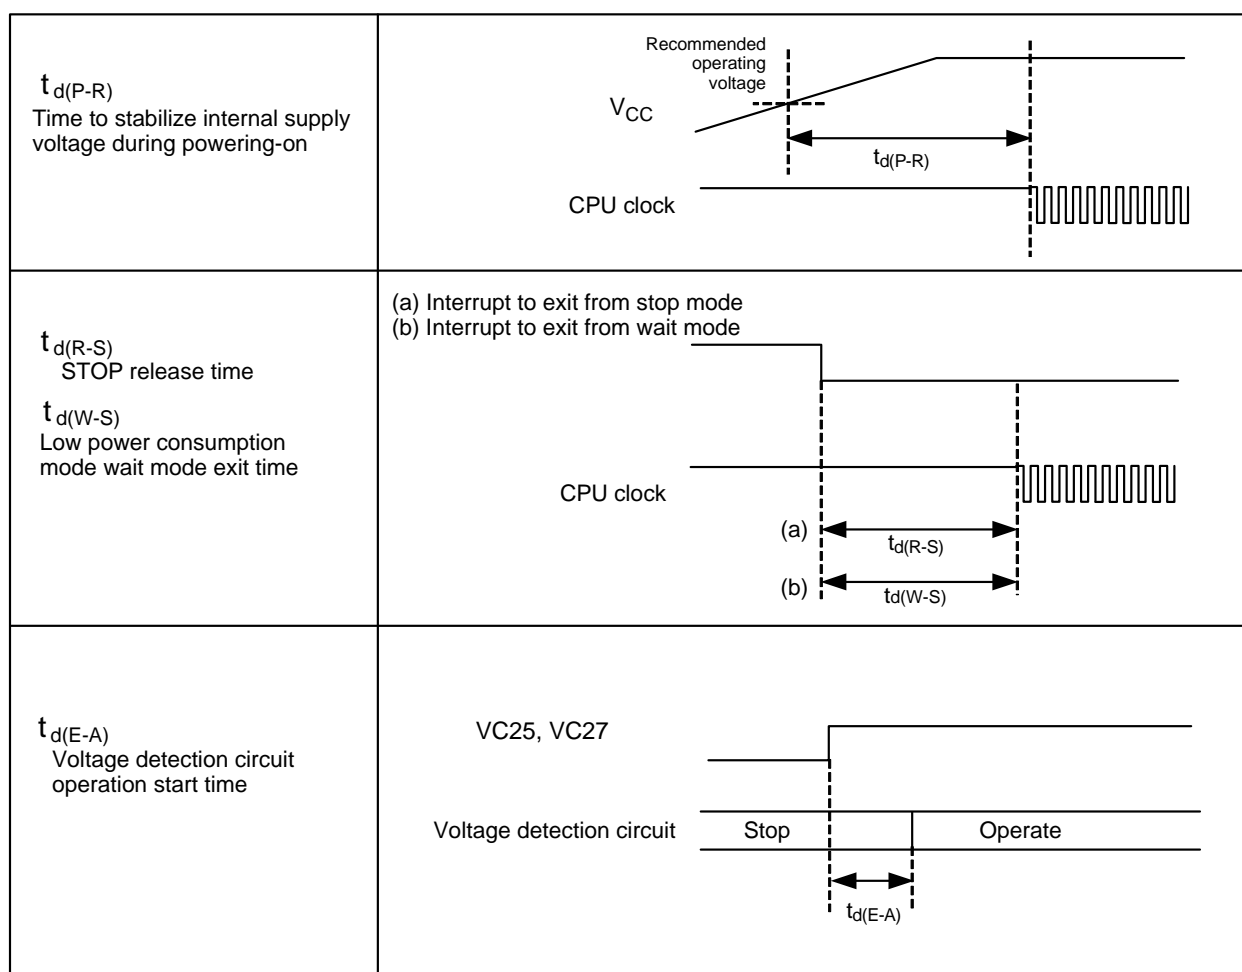 t d(P-R)
Time to stabilize internal supply
voltage during powering-on
Recommended
operating
voltage
VCC
td(P-R)
CPU clock
t d(R-S)
STOP release time
t d(W-S)
Low power consumption
mode wait mode exit time
(a) Interrupt to exit from stop mode
(b) Interrupt to exit from wait mode
CPU clock
(a) td(R-S)
(b) td(W-S)
t d(E-A)
Voltage detection circuit
operation start time
VC25, VC27
Voltage detection circuit Stop Operate
td(E-A)